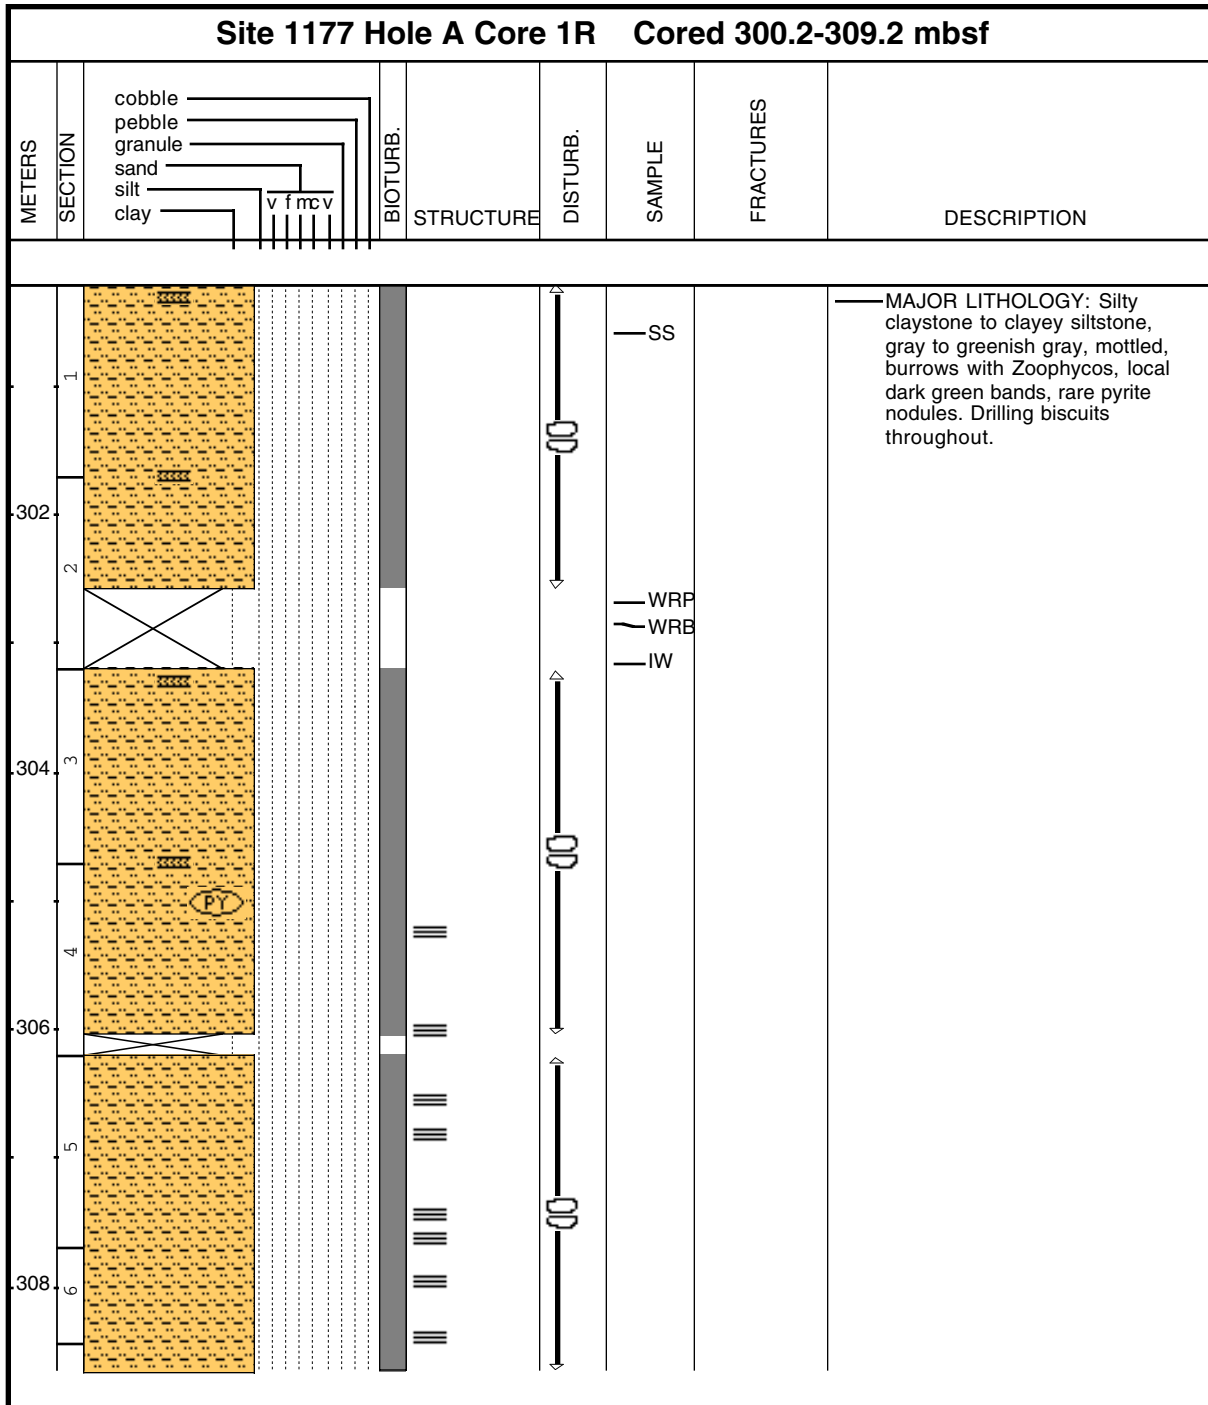 Site 1177 Hole A Core 1R Cored 300.2-309.2 mbsf
METERS
SECTION
cobble
pebble
granule
sand
silt
clay
v f m c v
BIOTURB.
STRUCTURE
DISTURB.
SAMPLE
FRACTURES
DESCRIPTION
1
302
2
3
304
4
306
5
308
6
PY
SS
WRP
WRB
IW
MAJOR LITHOLOGY: Silty
claystone to clayey siltstone,
gray to greenish gray, mottled,
burrows with Zoophycos, local
dark green bands, rare pyrite
nodules. Drilling biscuits
throughout.